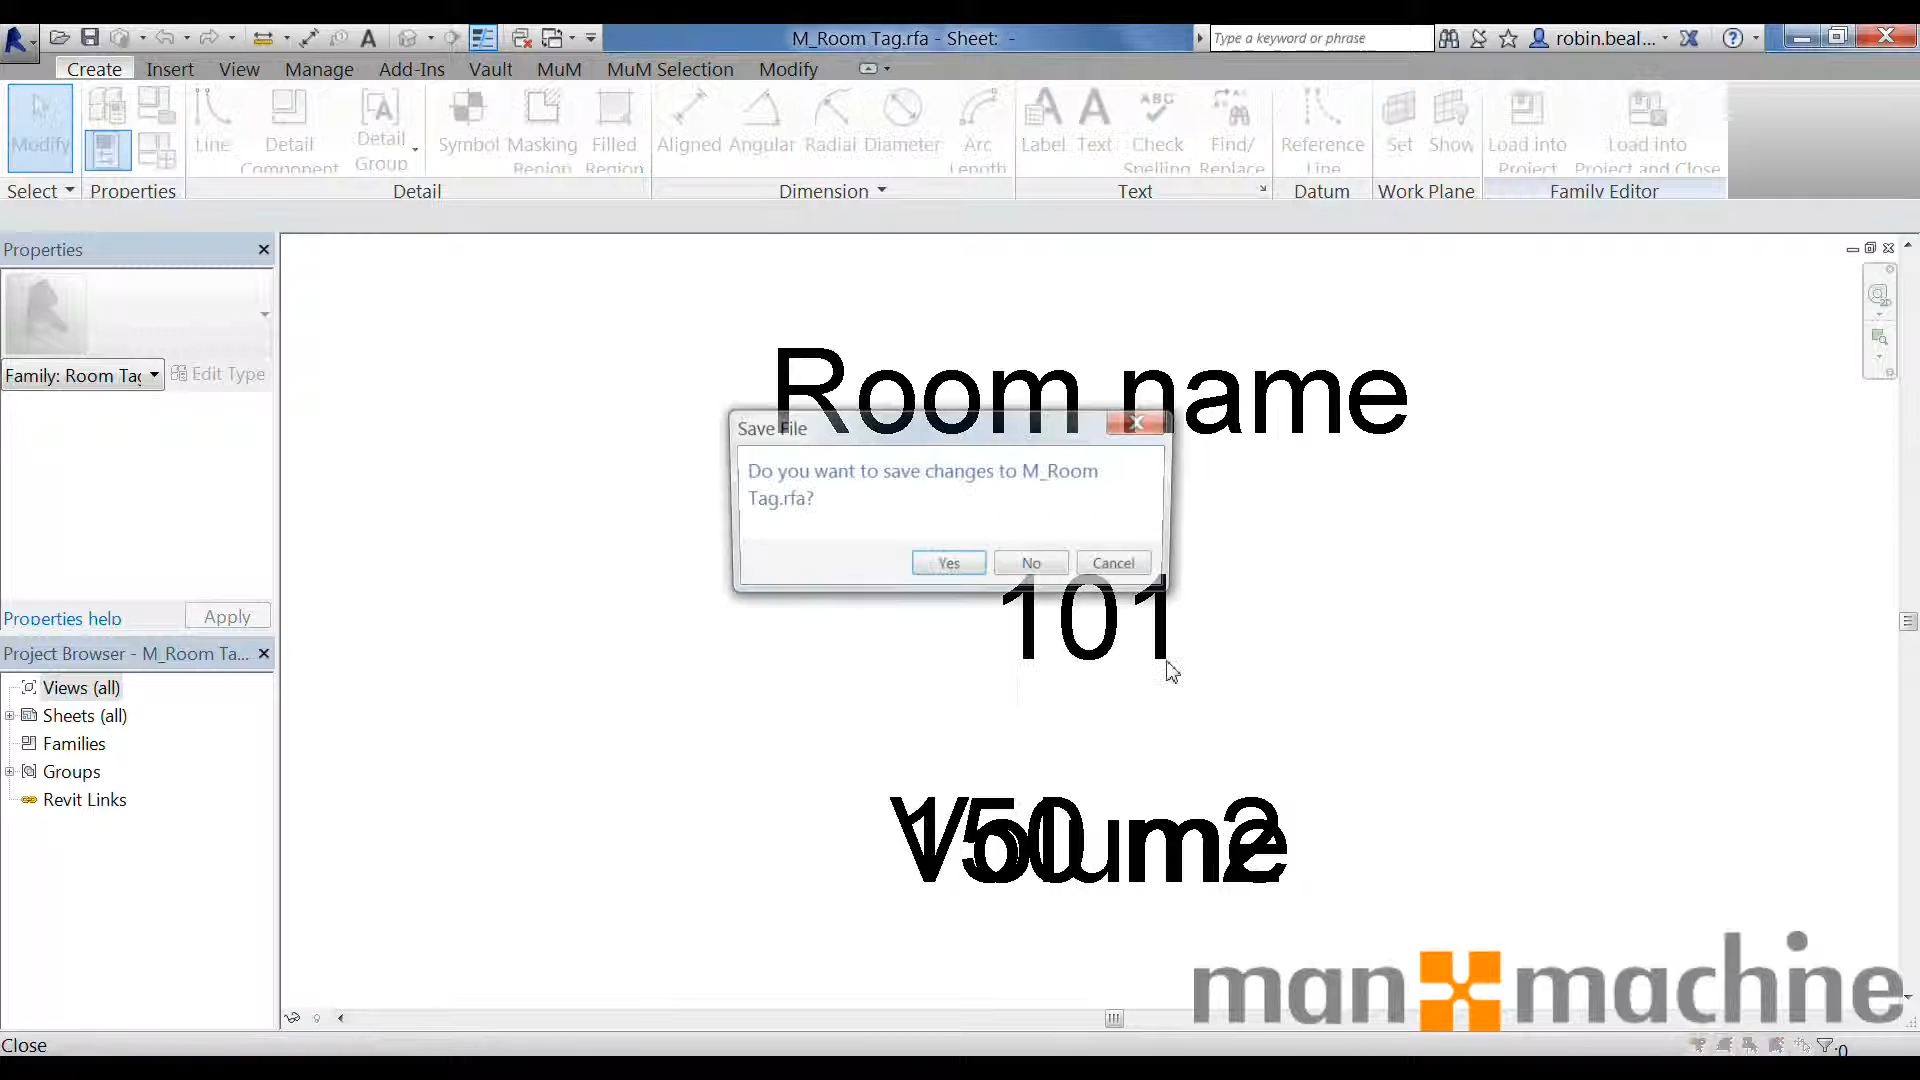 M_Room Tag.rfa - Sheet: -
Type a keyword or phrase
robin.beal...
Create Insert View Manage Add-Ins Vault MuM MuM Selection Modify
Modify Line Detail Component Detail Group Symbol Masking Region Filled Region Aligned Angular Radial Diameter Arc Length Label Text Check Spelling Find/ Replace Reference Line Set Show Load into Project Load into Project and Close
Select Properties Detail Dimension Text Datum Work Plane Family Editor
Properties
Family: Room Tag Edit Type
Properties help Apply
Project Browser - M_Room Ta...
Views (all)
Sheets (all)
Families
Groups
Revit Links
Room name
Save File
Do you want to save changes to M_Room
Tag.rfa?
Yes No Cancel
101
Volume
150 m2
man machine
Close
:0